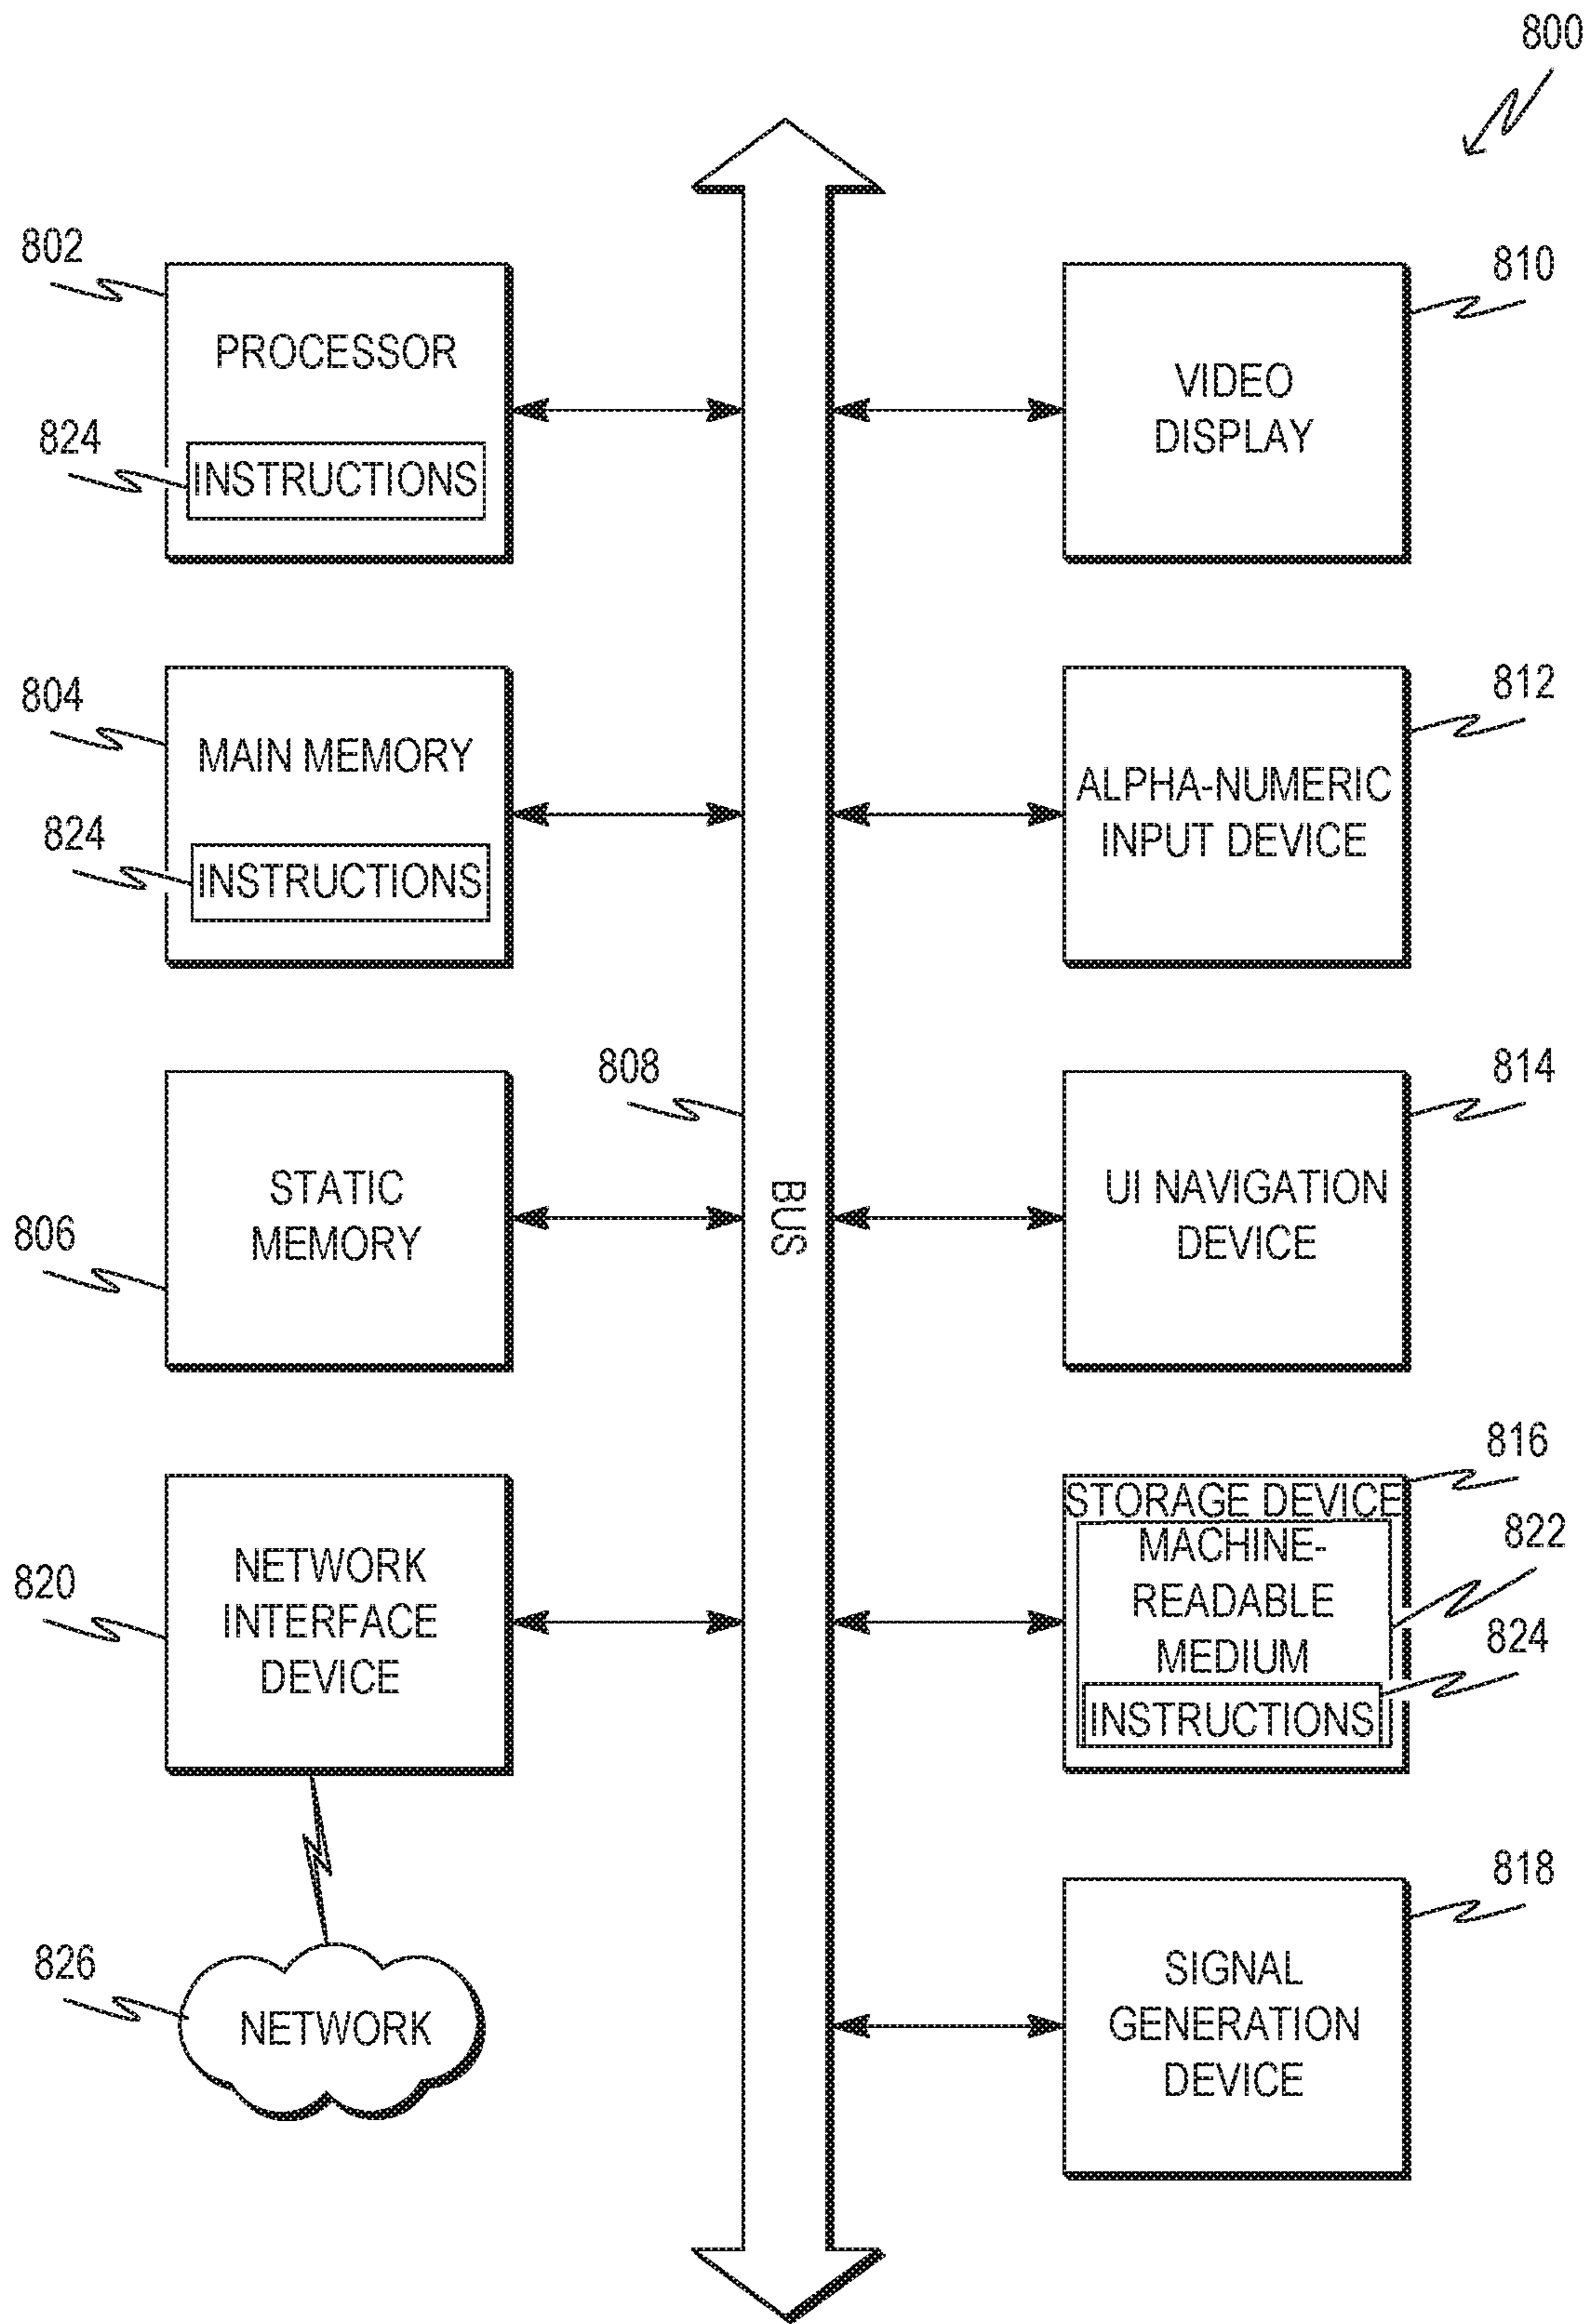 800
802
PROCESSOR
824
INSTRUCTIONS
810
VIDEO
DISPLAY
804
MAIN MEMORY
824
INSTRUCTIONS
812
ALPHA-NUMERIC
INPUT DEVICE
806
STATIC
MEMORY
808
BUS
814
UI NAVIGATION
DEVICE
820
NETWORK
INTERFACE
DEVICE
816
STORAGE DEVICE
822
MACHINE-
READABLE
MEDIUM
824
INSTRUCTIONS
826
NETWORK
818
SIGNAL
GENERATION
DEVICE